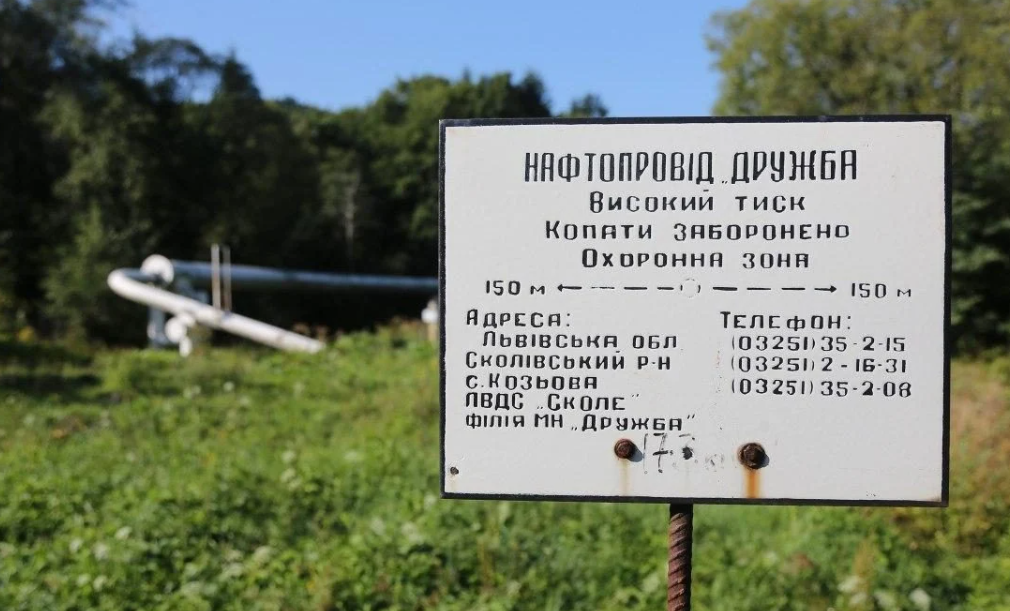 НАФТОПРОВІД „ДРУЖБА
Високий тиск
Копати заборонено
Охоронна зона
150 м 150 м
Адреса:
Львівська обл
Сколівський р-н
с. Козьова
ЛВДС „Сколе"
філія МН „Дружба"
Телефон:
(03251) 35-2-15
(03251) 2-16-31
(03251) 35-2-08